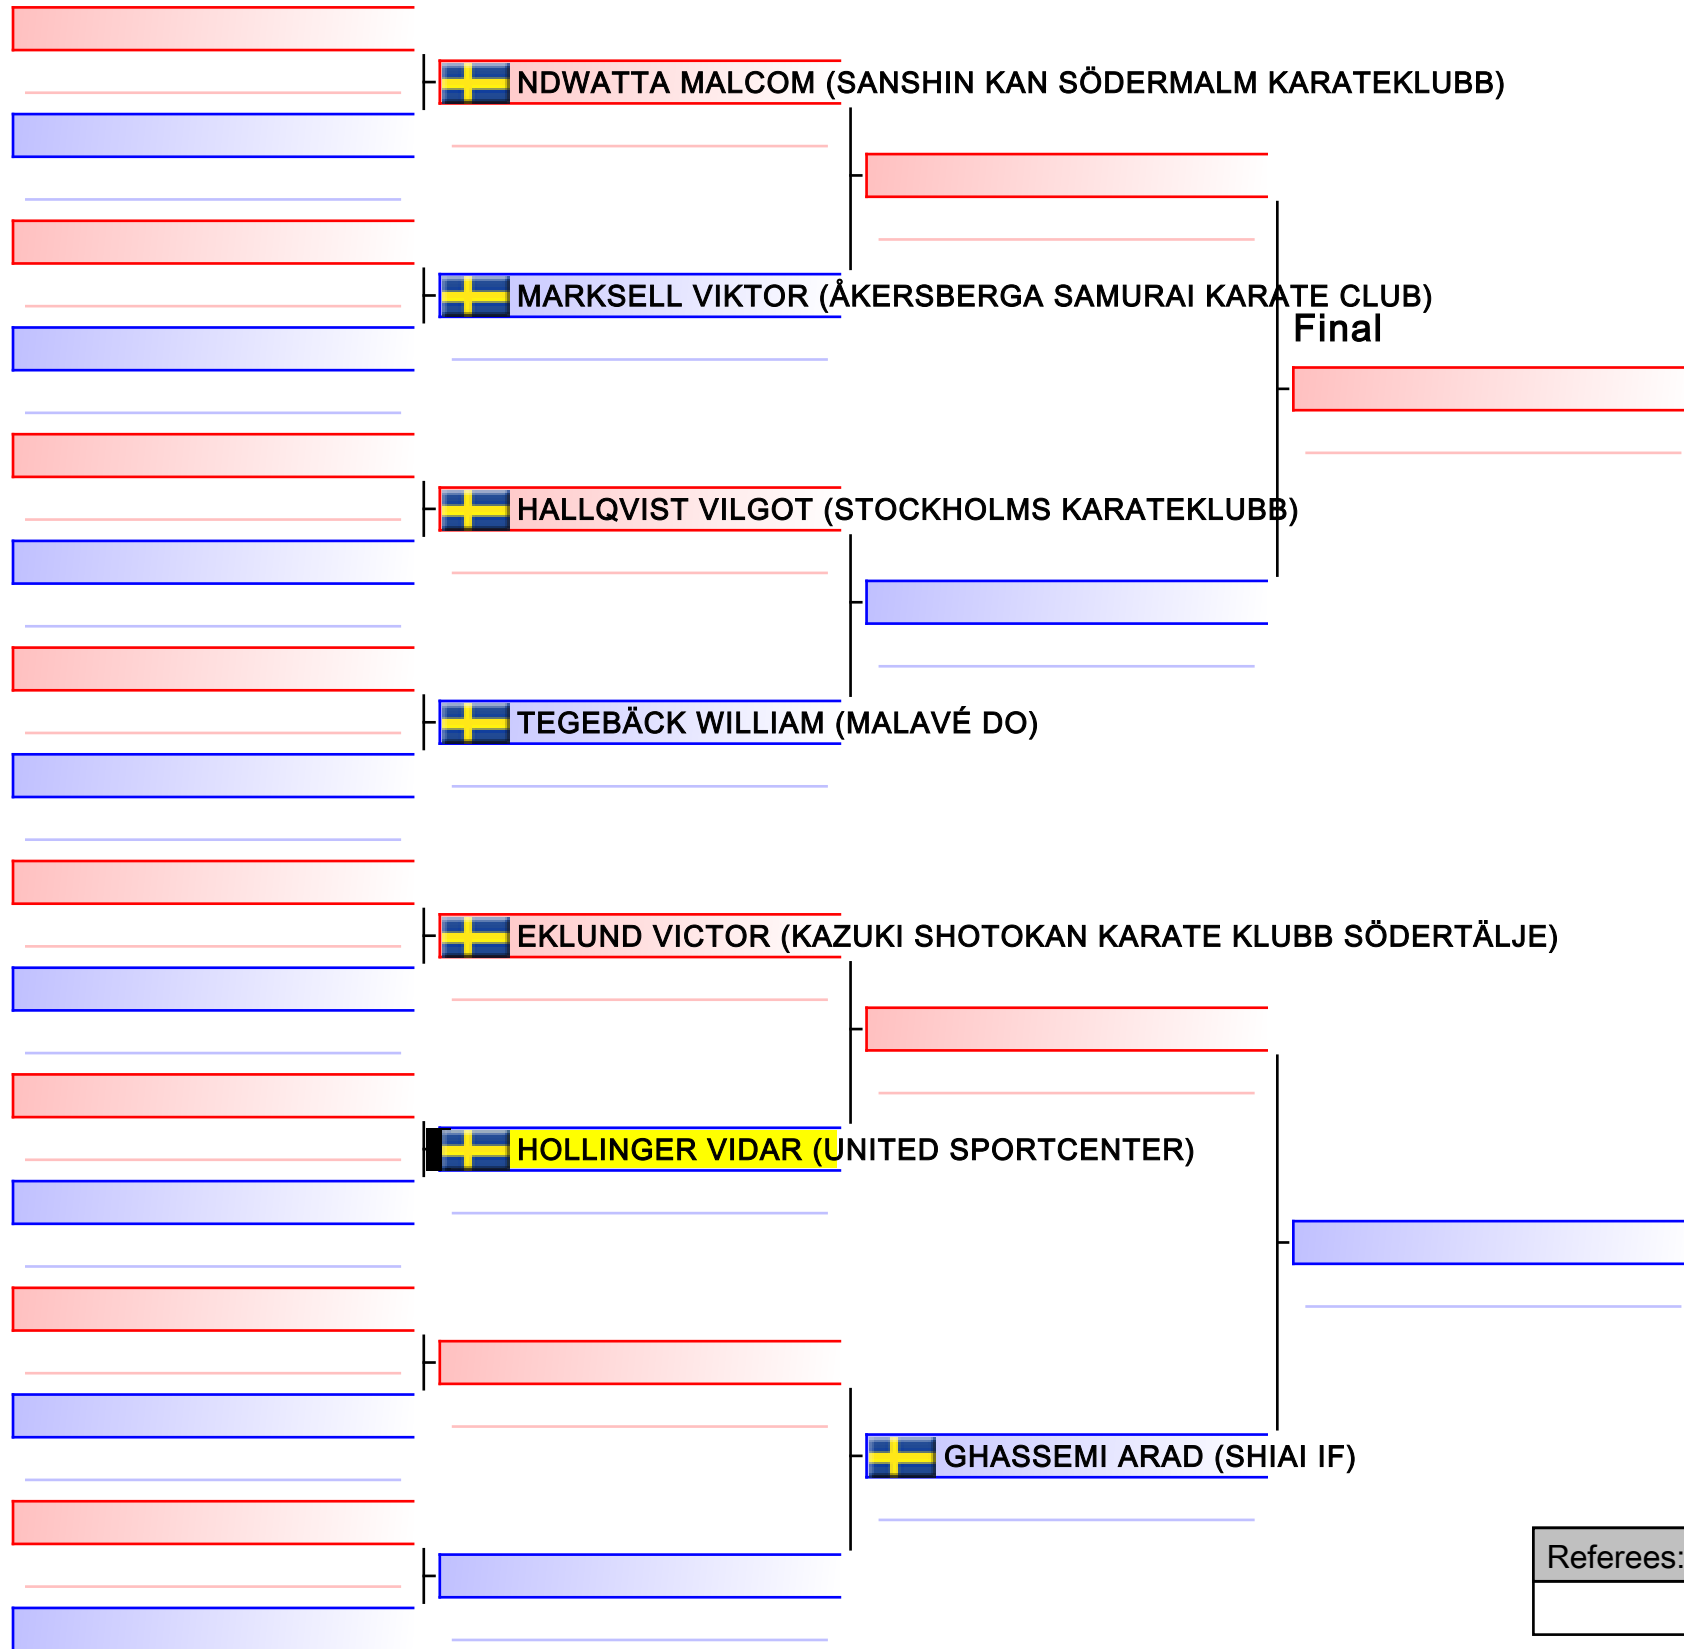 NDWATTA MALCOM (SANSHIN KAN SÖDERMALM KARATEKLUBB)
MARKSELL VIKTOR (ÅKERSBERGA SAMURAI KARATE CLUB)
Final
HALLQVIST VILGOT (STOCKHOLMS KARATEKLUBB)
TEGEBÄCK WILLIAM (MALAVÉ DO)
EKLUND VICTOR (KAZUKI SHOTOKAN KARATE KLUBB SÖDERTÄLJE)
HOLLINGER VIDAR (UNITED SPORTCENTER)
GHASSEMI ARAD (SHIAI IF)
Referees: